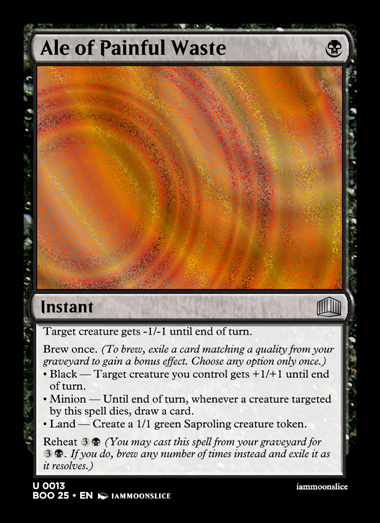 Ale of Painful Waste
Instant
Target creature gets -1/-1 until end of turn.
Brew once. (To brew, exile a card matching a quality from your
graveyard to gain a bonus effect. Choose any option only once.)
• Black — Target creature you control gets +1/+1 until end
of turn.
• Minion — Until end of turn, whenever a creature targeted
by this spell dies, draw a card.
• Land — Create a 1/1 green Saproling creature token.
Reheat 3 (You may cast this spell from your graveyard for
3. If you do, brew any number of times instead and exile it as
it resolves.)
U 0013
BOO 25 • EN IAMMOONSLICE
iammoonslice